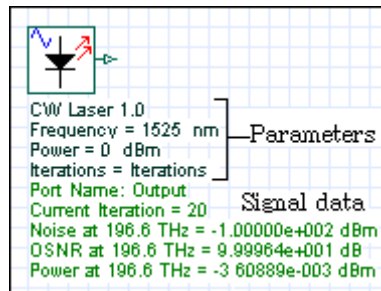 CW Laser 1.0
Frequency = 1525 nm
Power = 0 dBm
Iterations = Iterations
Parameters
Port Name: Output
Current Iteration = 20
Signal data
Noise at 196.6 THz = -1.00000e+002 dBm
OSNR at 196.6 THz = 9.99964e+001 dB
Power at 196.6 THz = -3 60889e-003 dBm